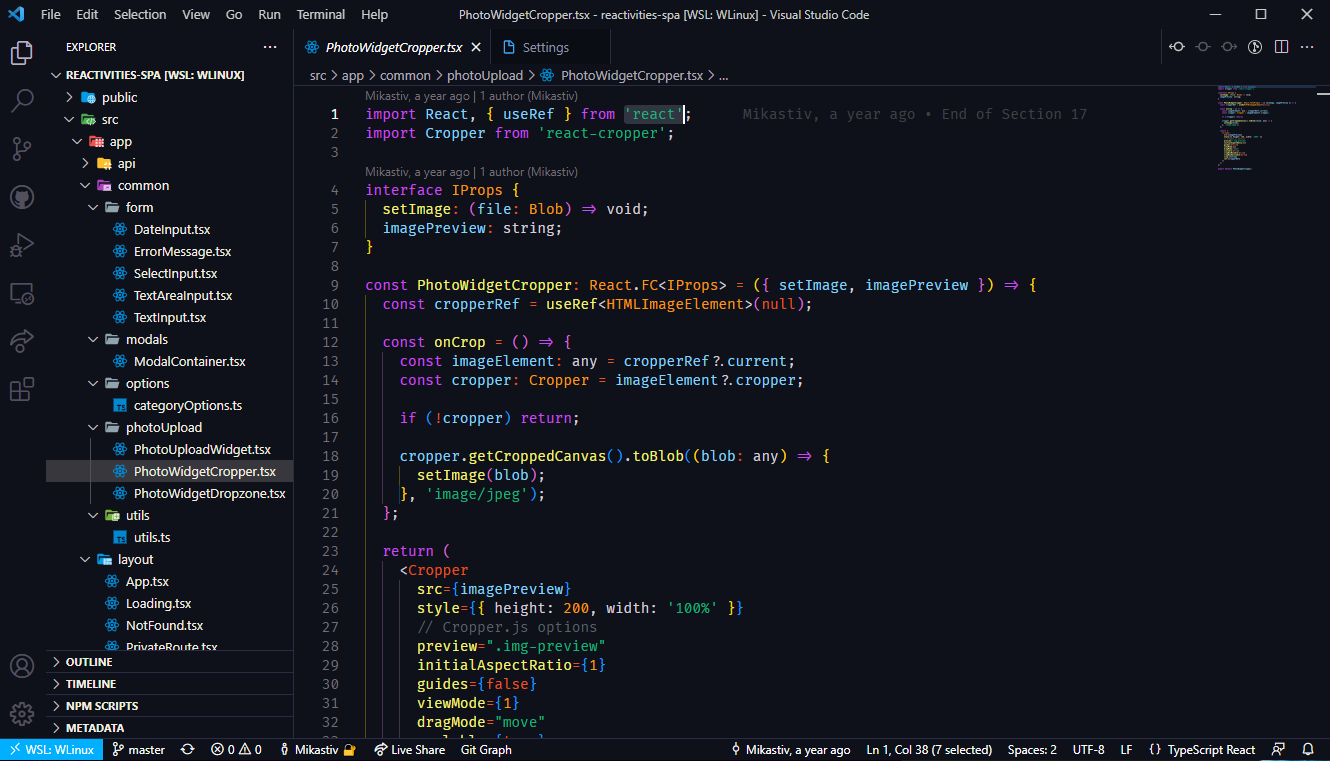 File Edit Selection View Go Run Terminal Help PhotoWidgetCropper.tsx - reactivities-spa [WSL: WLinux] - Visual Studio Code
EXPLORER
REACTIVITIES-SPA [WSL: WLINUX]
public
src
app
api
common
form
DateInput.tsx
ErrorMessage.tsx
SelectInput.tsx
TextAreaInput.tsx
TextInput.tsx
modals
ModalContainer.tsx
options
categoryOptions.ts
photoUpload
PhotoUploadWidget.tsx
PhotoWidgetCropper.tsx
PhotoWidgetDropzone.tsx
utils
utils.ts
layout
App.tsx
Loading.tsx
NotFound.tsx
PrivateRoute.tsx
OUTLINE
TIMELINE
NPM SCRIPTS
METADATA
PhotoWidgetCropper.tsx Settings
src > app > common > photoUpload > PhotoWidgetCropper.tsx > ...
Mikastiv, a year ago | 1 author (Mikastiv)
1 import React, { useRef } from 'react'; Mikastiv, a year ago • End of Section 17
2 import Cropper from 'react-cropper';
3
Mikastiv, a year ago | 1 author (Mikastiv)
4 interface IProps {
5 setImage: (file: Blob) => void;
6 imagePreview: string;
7 }
8
9 const PhotoWidgetCropper: React.FC<IProps> = ({ setImage, imagePreview }) => {
10 const cropperRef = useRef<HTMLImageElement>(null);
11
12 const onCrop = () => {
13 const imageElement: any = cropperRef?.current;
14 const cropper: Cropper = imageElement?.cropper;
15
16 if (!cropper) return;
17
18 cropper.getCroppedCanvas().toBlob((blob: any) => {
19 setImage(blob);
20 }, 'image/jpeg');
21 };
22
23 return (
24 <Cropper
25 src={imagePreview}
26 style={{ height: 200, width: '100%' }}
27 // Cropper.js options
28 preview=".img-preview"
29 initialAspectRatio={1}
30 guides={false}
31 viewMode={1}
32 dragMode="move"
WSL: WLinux master 0 0 Mikastiv Live Share Git Graph Mikastiv, a year ago Ln 1, Col 38 (7 selected) Spaces: 2 UTF-8 LF {} TypeScript React